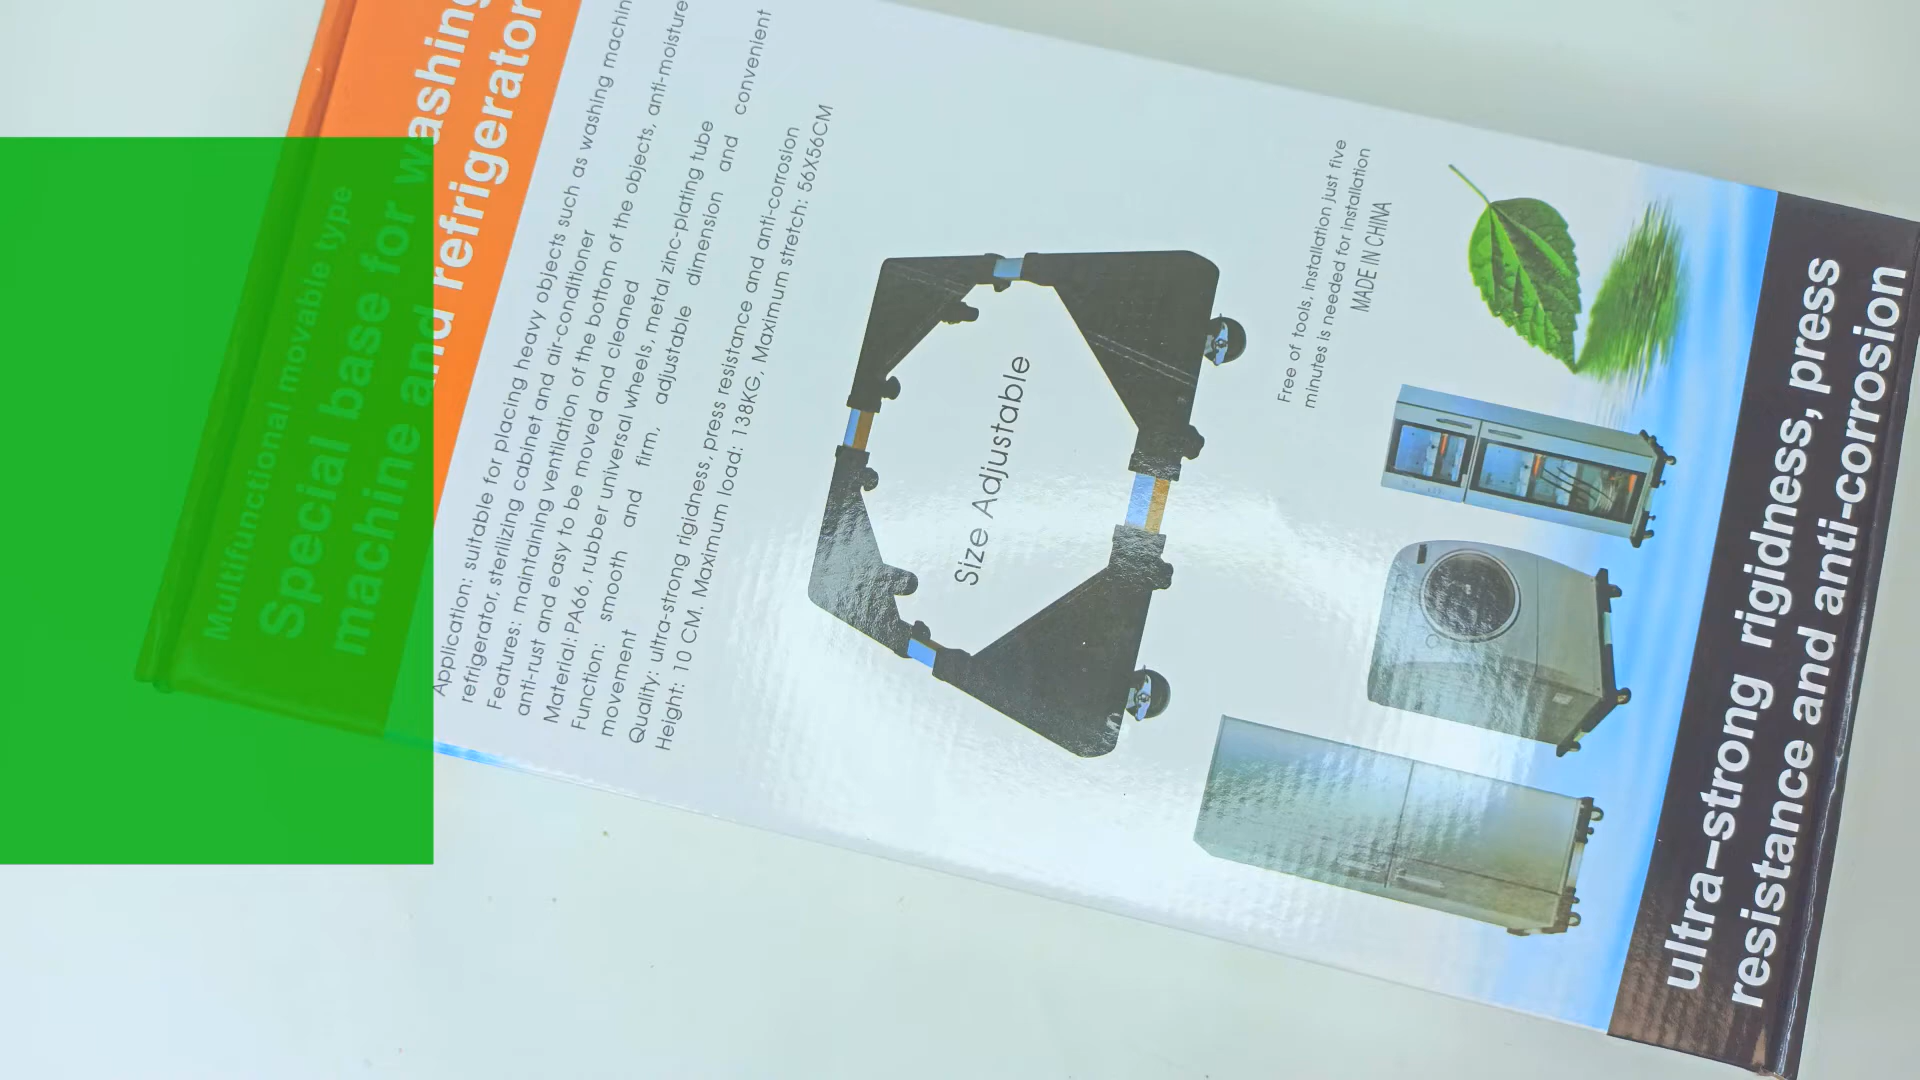 Multifunctional movable type
Special base for washing
machine and refrigerator
Application: suitable for placing heavy objects such as washing machin
refrigerator, sterilizing cabinet and air-conditioner
Features: maintaining ventilation of the bottom of the objects, anti-moisture
anti-rust and easy to be moved and cleaned
Material: PA66, rubber universal wheels, metal zinc-plating tube
Function: smooth and firm, adjustable dimension and convenient
movement
Quality: ultra-strong rigidness, press resistance and anti-corrosion
Height: 10 CM. Maximum load: 138KG, Maximum stretch: 56X56CM
Size Adjustable
Free of tools, installation just five
minutes is needed for installation
MADE IN CHINA
ultra-strong rigidness, press
resistance and anti-corrosion